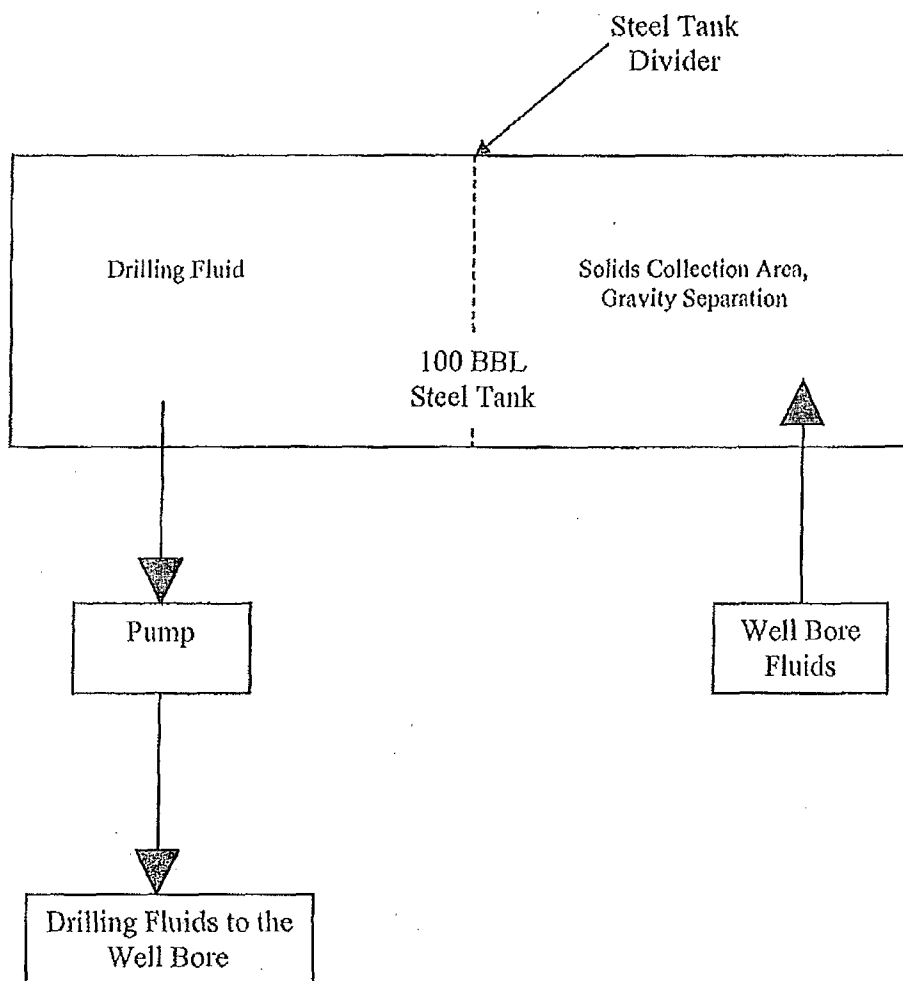 Steel Tank
Divider
Drilling Fluid
Solids Collection Area,
Gravity Separation
100 BBL
Steel Tank
Pump
Well Bore
Fluids
Drilling Fluids to the
Well Bore